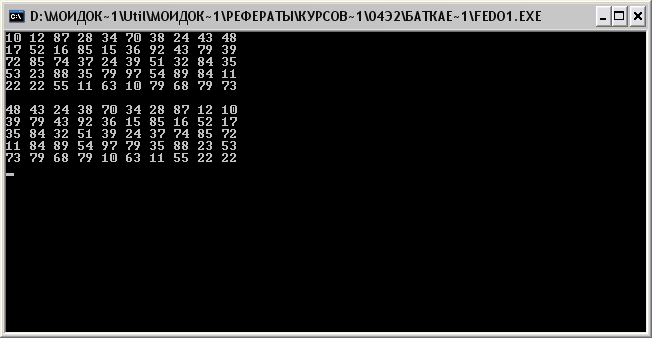 D:\МОИДОК~1\Util\МОИДОК~1\РЕФЕРАТЫ\КУРСОВ~1\04Э2\БАТКАЕ~1\FEDO1.EXE
10 12 87 28 34 70 38 24 43 48
17 52 16 85 15 36 92 43 79 39
72 85 74 37 24 39 51 32 84 35
53 23 88 35 79 97 54 89 84 11
22 22 55 11 63 10 79 68 79 73
48 43 24 38 70 34 28 87 12 10
39 79 43 92 36 15 85 16 52 17
35 84 32 51 39 24 37 74 85 72
11 84 89 54 97 79 35 88 23 53
73 79 68 79 10 63 11 55 22 22